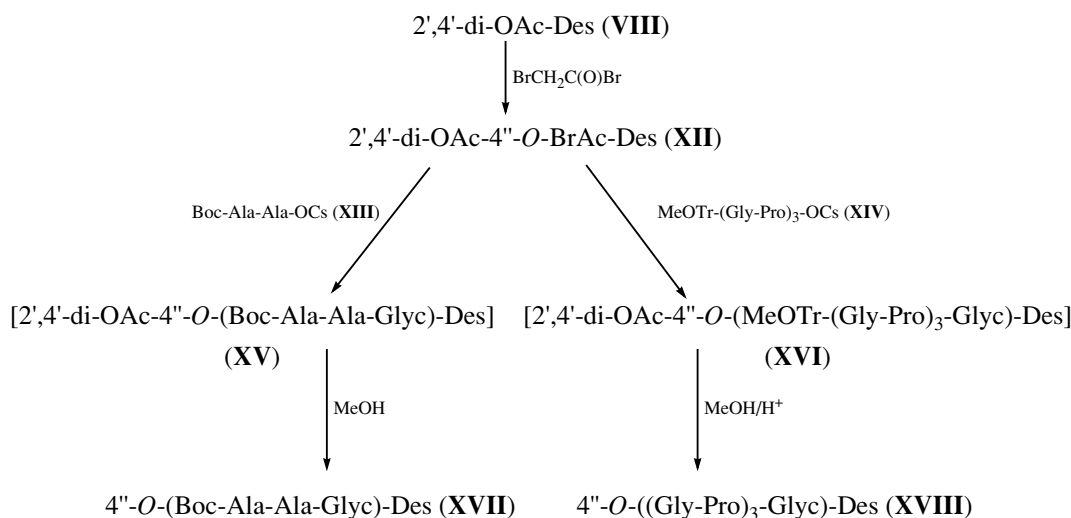 2',4'-di-OAc-Des (VIII)
BrCH₂C(O)Br
2',4'-di-OAc-4''-O-BrAc-Des (XII)
Boc-Ala-Ala-OCs (XIII)
MeOTr-(Gly-Pro)₃-OCs (XIV)
[2',4'-di-OAc-4''-O-(Boc-Ala-Ala-Glyc)-Des]
(XV)
[2',4'-di-OAc-4''-O-(MeOTr-(Gly-Pro)₃-Glyc)-Des]
(XVI)
MeOH
MeOH/H⁺
4''-O-(Boc-Ala-Ala-Glyc)-Des (XVII)
4''-O-((Gly-Pro)₃-Glyc)-Des (XVIII)